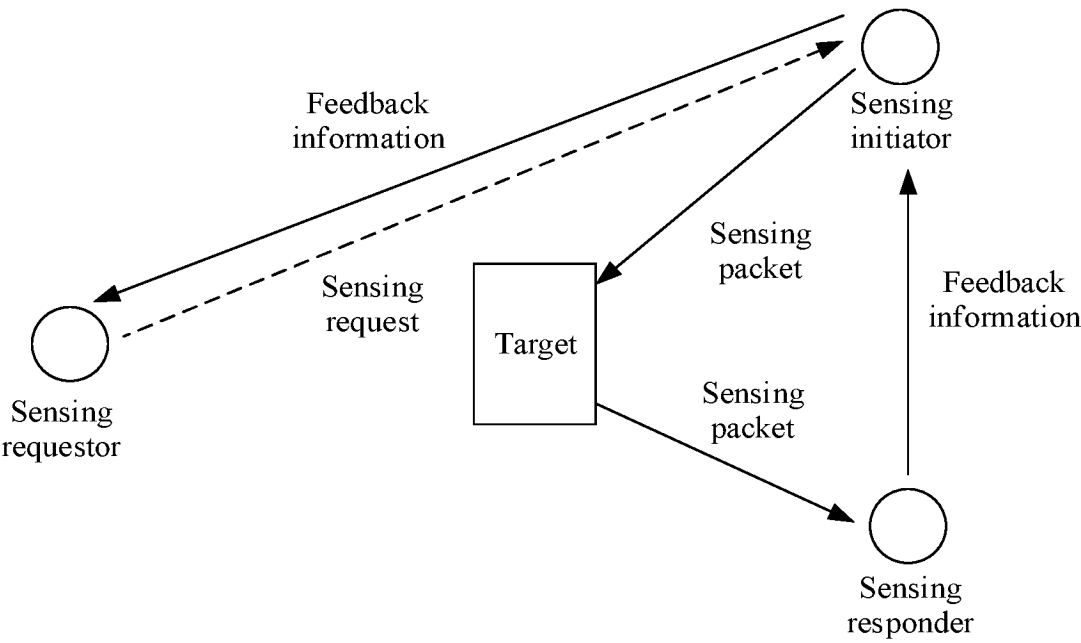 Feedback
information
Sensing
initiator
Sensing
packet
Sensing
request
Feedback
information
Target
Sensing
requestor
Sensing
packet
Sensing
responder